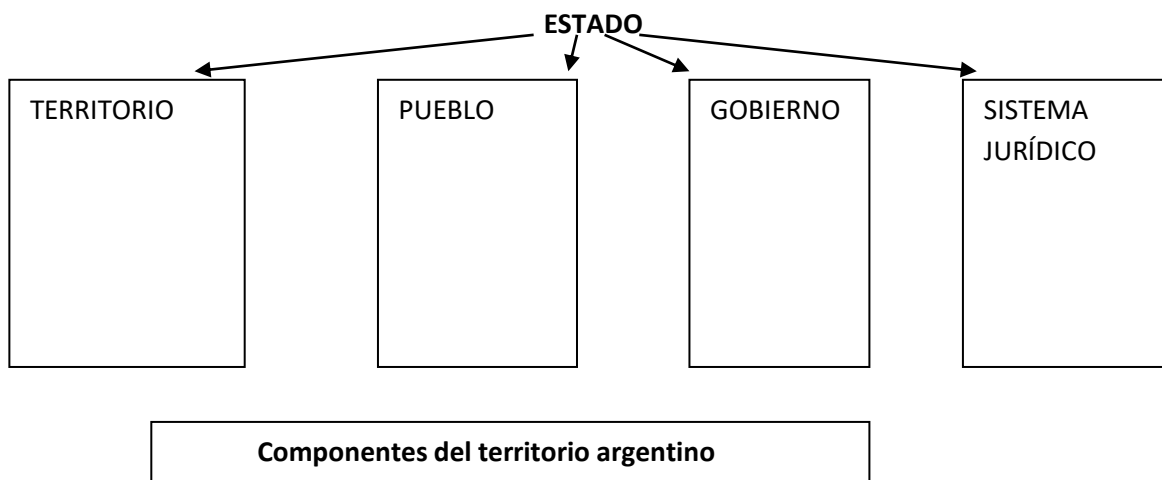 ESTADO
TERRITORIO
PUEBLO
GOBIERNO
SISTEMA
JURÍDICO
Componentes del territorio argentino